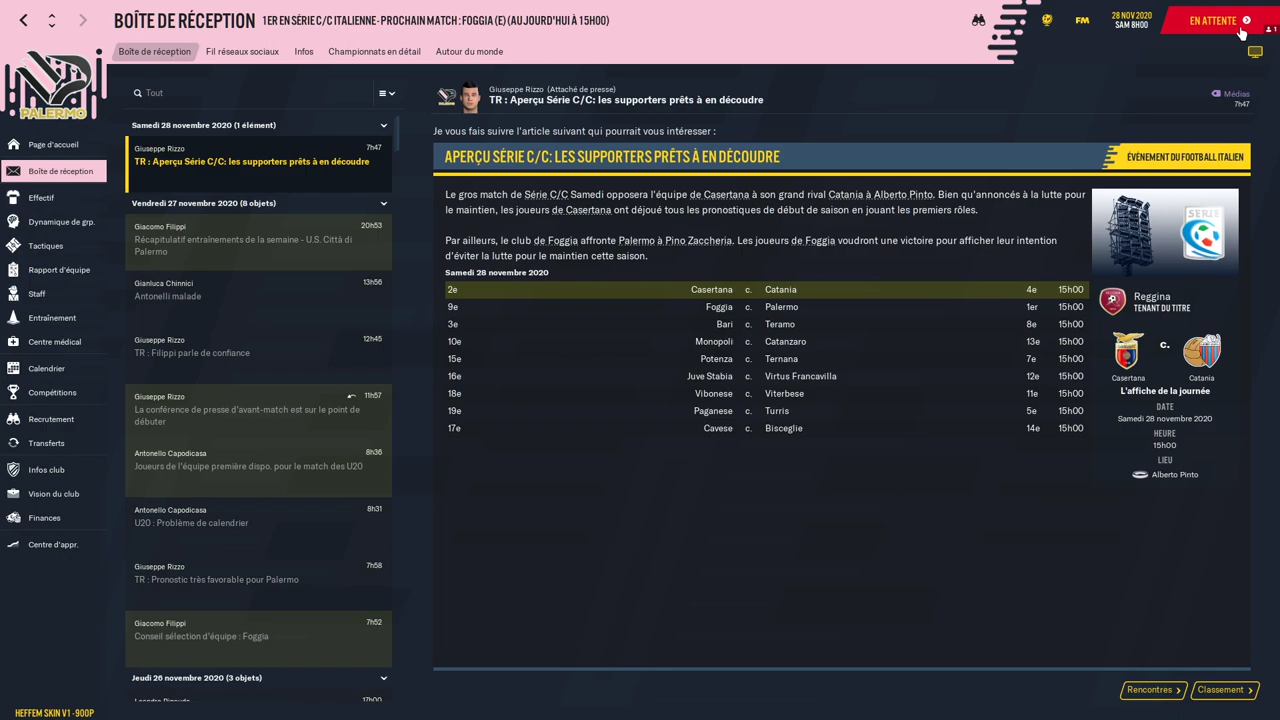 BOÎTE DE RÉCEPTION 1ER EN SÉRIE C/C ITALIENNE - PROCHAIN MATCH : FOGGIA (E) (AUJOURD'HUI À 15H00)
FM
28 NOV 2020
SAM 8H00
EN ATTENTE
1
Boîte de réception Fil réseaux sociaux Infos Championnats en détail Autour du monde
PALERMO
Page d'accueil
Boîte de réception
Effectif
Dynamique de grp.
Tactiques
Rapport d'équipe
Staff
Entraînement
Centre médical
Calendrier
Compétitions
Recrutement
Transferts
Infos club
Vision du club
Finances
Centre d'appr.
HEFFEM SKIN V1 - 900P
Tout
Samedi 28 novembre 2020 (1 élément)
Giuseppe Rizzo 7h47
TR : Aperçu Série C/C: les supporters prêts à en découdre
Vendredi 27 novembre 2020 (8 objets)
Giacomo Filippi 20h53
Récapitulatif entraînements de la semaine - U.S. Città di
Palermo
Gianluca Chinnici 13h56
Antonelli malade
Giuseppe Rizzo 12h45
TR : Filippi parle de confiance
Giuseppe Rizzo 11h57
La conférence de presse d'avant-match est sur le point de
débuter
Antonello Capodicasa 8h36
Joueurs de l'équipe première dispo. pour le match des U20
Antonello Capodicasa 8h31
U20 : Problème de calendrier
Giuseppe Rizzo 7h58
TR : Pronostic très favorable pour Palermo
Giacomo Filippi 7h52
Conseil sélection d'équipe : Foggia
Jeudi 26 novembre 2020 (3 objets)
17h00
Giuseppe Rizzo (Attaché de presse)
TR : Aperçu Série C/C: les supporters prêts à en découdre
Médias
7h47
Je vous fais suivre l'article suivant qui pourrait vous intéresser :
APERÇU SÉRIE C/C: LES SUPPORTERS PRÊTS À EN DÉCOUDRE
ÉVÉNEMENT DU FOOTBALL ITALIEN
Le gros match de Série C/C Samedi opposera l'équipe de Casertana à son grand rival Catania à Alberto Pinto. Bien qu'annoncés à la lutte pour
le maintien, les joueurs de Casertana ont déjoué tous les pronostiques de début de saison en jouant les premiers rôles.
Par ailleurs, le club de Foggia affronte Palermo à Pino Zaccheria. Les joueurs de Foggia voudront une victoire pour afficher leur intention
d'éviter la lutte pour le maintien cette saison.
Samedi 28 novembre 2020
2e Casertana c. Catania 4e 15h00
9e Foggia c. Palermo 1er 15h00
3e Bari c. Teramo 8e 15h00
10e Monopoli c. Catanzaro 13e 15h00
15e Potenza c. Ternana 7e 15h00
16e Juve Stabia c. Virtus Francavilla 12e 15h00
18e Vibonese c. Viterbese 11e 15h00
19e Paganese c. Turris 5e 15h00
17e Cavese c. Bisceglie 14e 15h00
SERIE
Reggina
TENANT DU TITRE
c.
Casertana Catania
L'affiche de la journée
DATE
Samedi 28 novembre 2020
HEURE
15h00
LIEU
Alberto Pinto
Rencontres
Classement